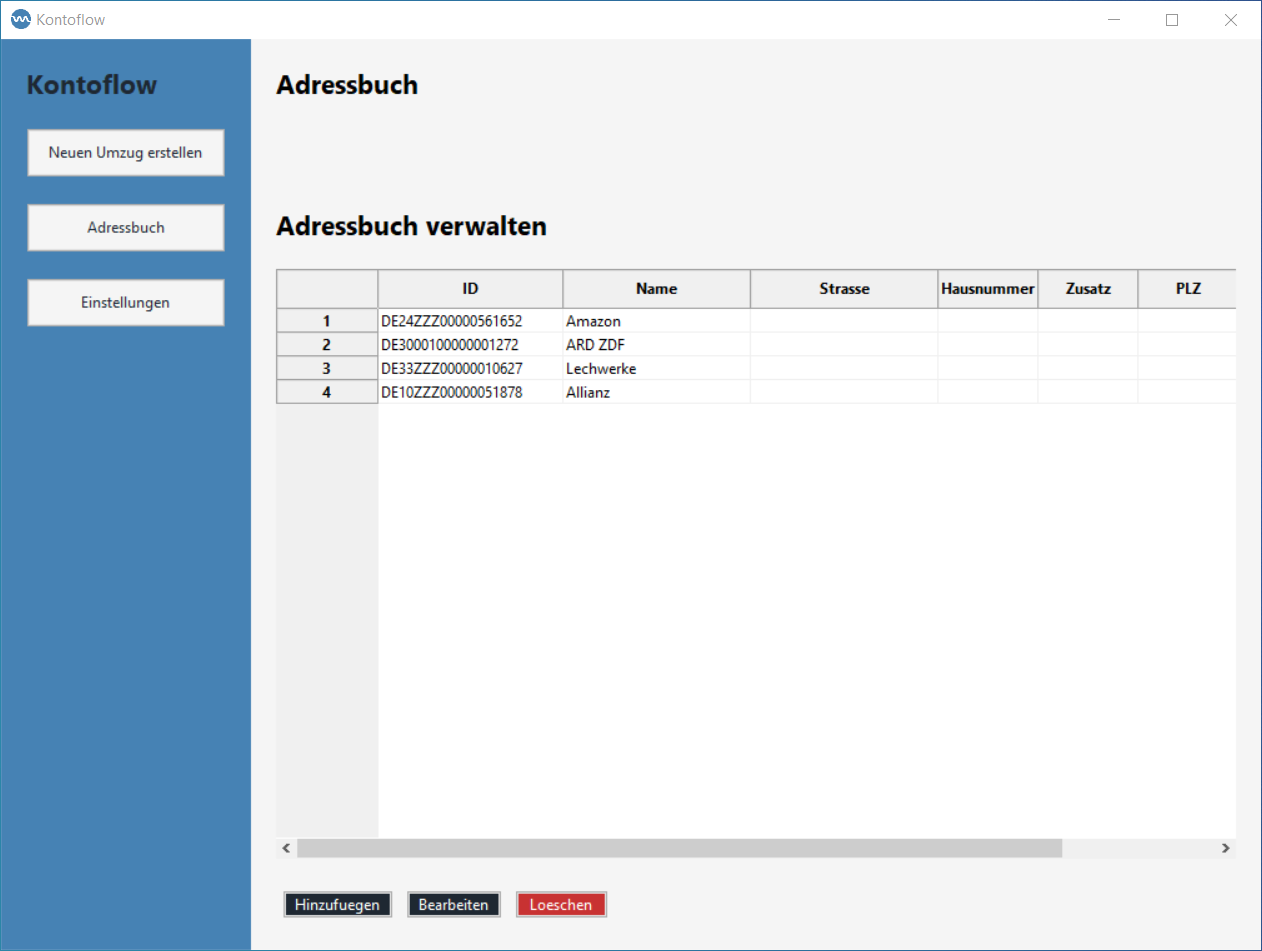 Kontoflow
Kontoflow
Neuen Umzug erstellen
Adressbuch
Einstellungen
Adressbuch
Adressbuch verwalten
ID Name Strasse Hausnummer Zusatz PLZ
1 DE24ZZZ00000561652 Amazon
2 DE3000100000001272 ARD ZDF
3 DE33ZZZ00000010627 Lechwerke
4 DE10ZZZ00000051878 Allianz
Hinzufuegen Bearbeiten Loeschen